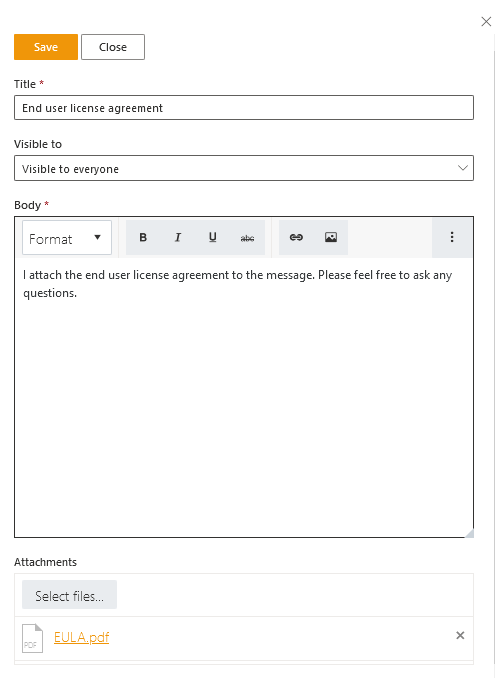 Save Close
Title *
End user license agreement
Visible to
Visible to everyone
Body *
Format B I U abc
I attach the end user license agreement to the message. Please feel free to ask any
questions.
Attachments
Select files...
PDF EULA.pdf